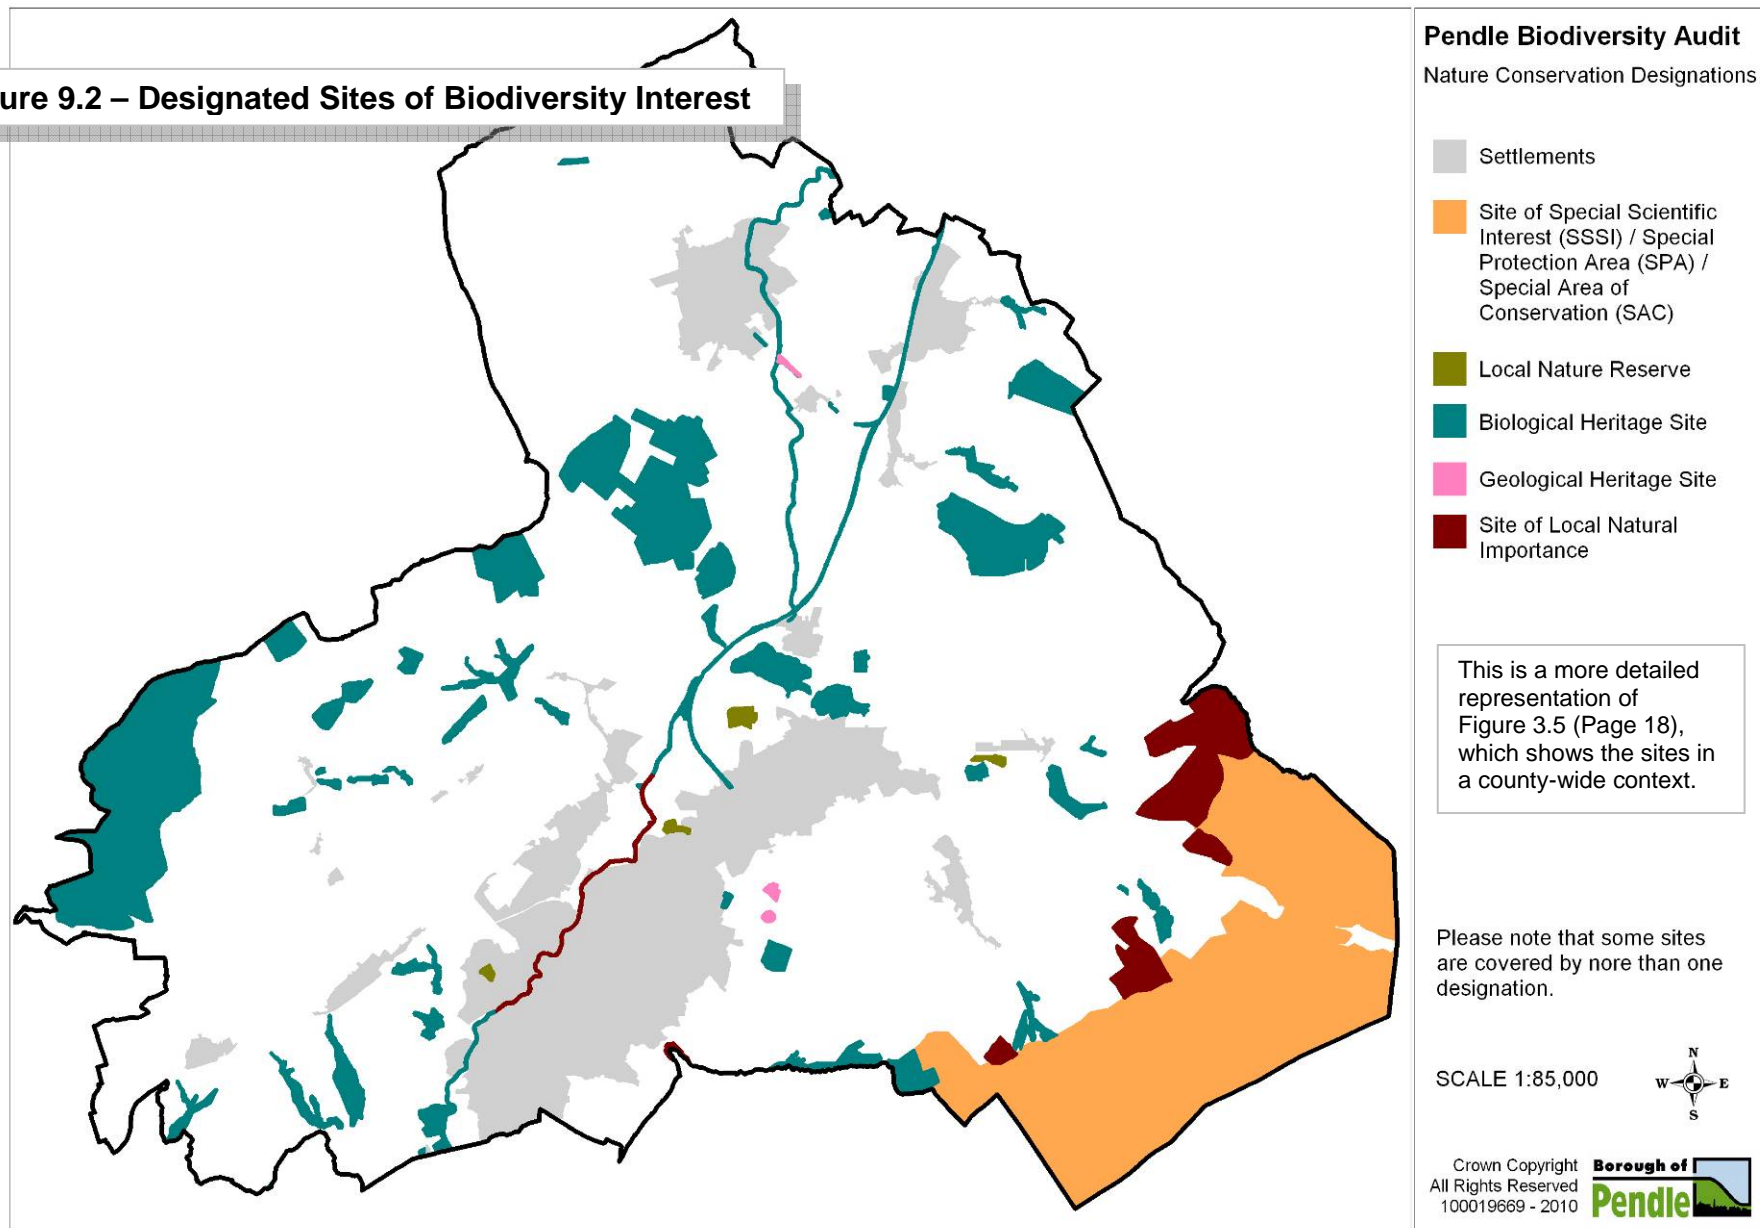 ure 9.2 – Designated Sites of Biodiversity Interest
Pendle Biodiversity Audit
Nature Conservation Designations
Settlements
Site of Special Scientific
Interest (SSSI) / Special
Protection Area (SPA) /
Special Area of
Conservation (SAC)
Local Nature Reserve
Biological Heritage Site
Geological Heritage Site
Site of Local Natural
Importance
This is a more detailed
representation of
Figure 3.5 (Page 18),
which shows the sites in
a county-wide context.
Please note that some sites
are covered by nore than one
designation.
SCALE 1:85,000
N
W E
S
Crown Copyright
All Rights Reserved
100019669 - 2010
Borough of
Pendle